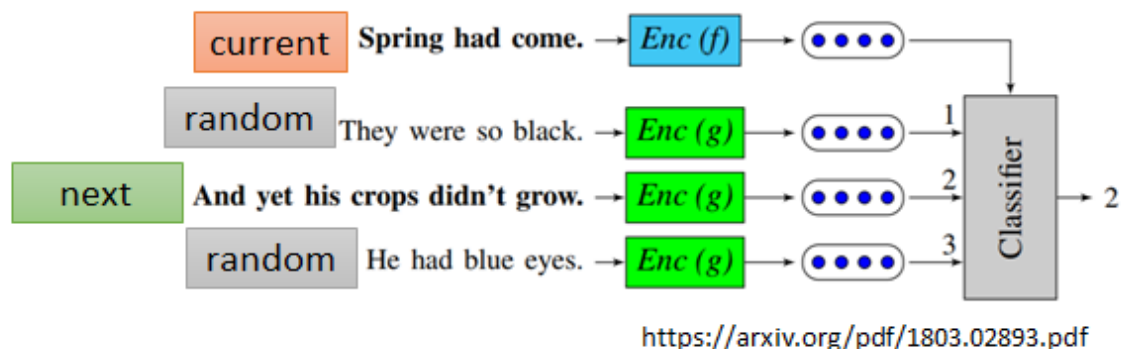 current Spring had come. Enc (f)
random They were so black. Enc (g) 1
next And yet his crops didn't grow. Enc (g) 2
random He had blue eyes. Enc (g) 3
Classifier
2
https://arxiv.org/pdf/1803.02893.pdf